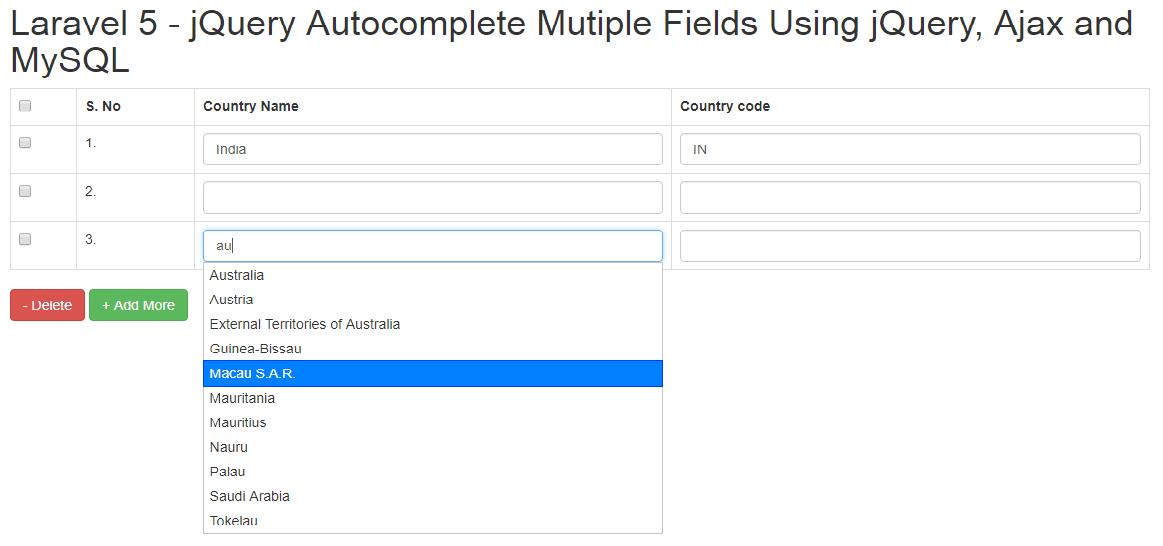 Laravel 5 - jQuery Autocomplete Mutiple Fields Using jQuery, Ajax and
MySQL
S. No Country Name Country code
1. India IN
2.
3. au
Australia
Austria
External Territories of Australia
Guinea-Bissau
Macau S.A.R.
Mauritania
Mauritius
Nauru
Palau
Saudi Arabia
Tokelau
- Delete + Add More